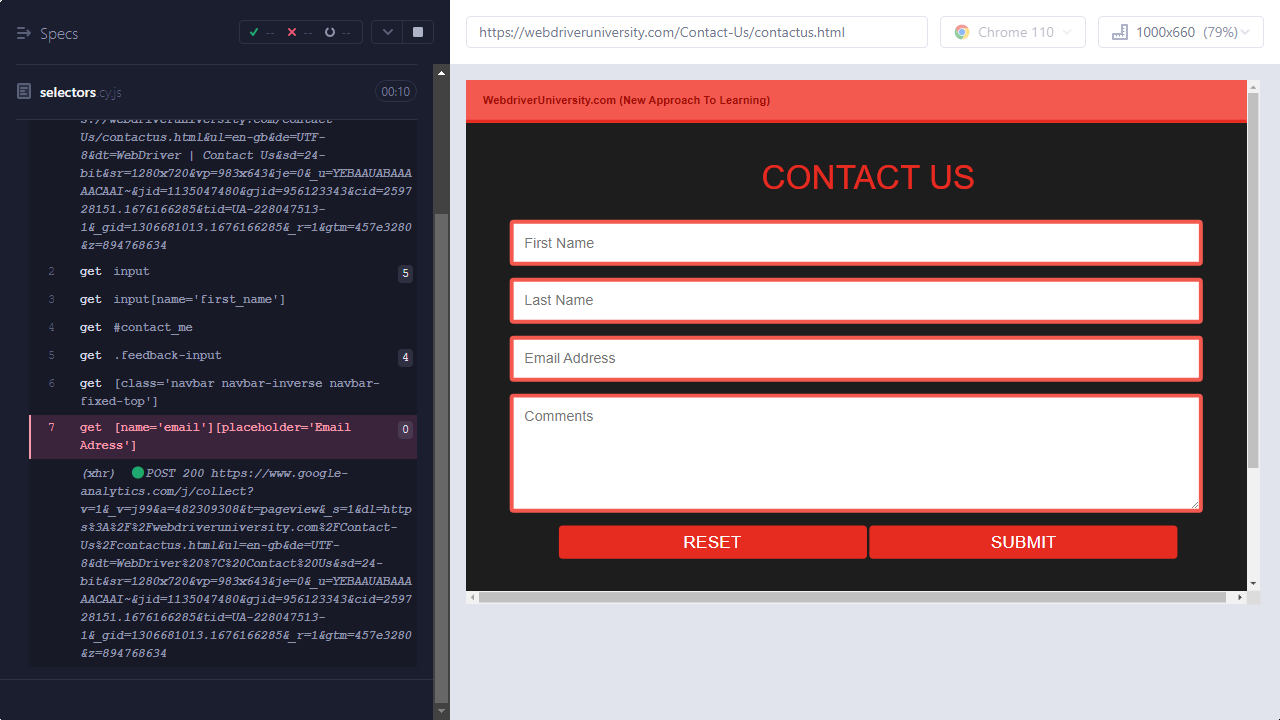 Specs
-- -- --
selectors.cy.js
00:10
s://webdriveruniversity.com/Contact-
Us/contactus.html&ul=en-gb&de=UTF-
8&dt=WebDriver | Contact Us&sd=24-
bit&sr=1280x720&vp=983x643&je=0&_u=YEBAAUABAAA
AACAAI~&jid=1135047480&gjid=956123343&cid=2597
28151.1676166285&tid=UA-228047513-
1&_gid=1306681013.1676166285&_r=1&gtm=457e3280
&z=894768634
2 get input 5
3 get input[name='first_name']
4 get #contact_me
5 get .feedback-input 4
6 get [class='navbar navbar-inverse navbar-
fixed-top']
7 get [name='email'][placeholder='Email 0
Adress']
(xhr) POST 200 https://www.google-
analytics.com/j/collect?
v=1&_v=j99&a=482309308&t=pageview&_s=1&dl=http
s%3A%2F%2Fwebdriveruniversity.com%2FContact-
Us%2Fcontactus.html&ul=en-gb&de=UTF-
8&dt=WebDriver%20%7C%20Contact%20Us&sd=24-
bit&sr=1280x720&vp=983x643&je=0&_u=YEBAAUABAAA
AACAAI~&jid=1135047480&gjid=956123343&cid=2597
28151.1676166285&tid=UA-228047513-
1&_gid=1306681013.1676166285&_r=1&gtm=457e3280
&z=894768634
https://webdriveruniversity.com/Contact-Us/contactus.html
Chrome 110
1000x660 (79%)
WebdriverUniversity.com (New Approach To Learning)
CONTACT US
First Name
Last Name
Email Address
Comments
RESET SUBMIT